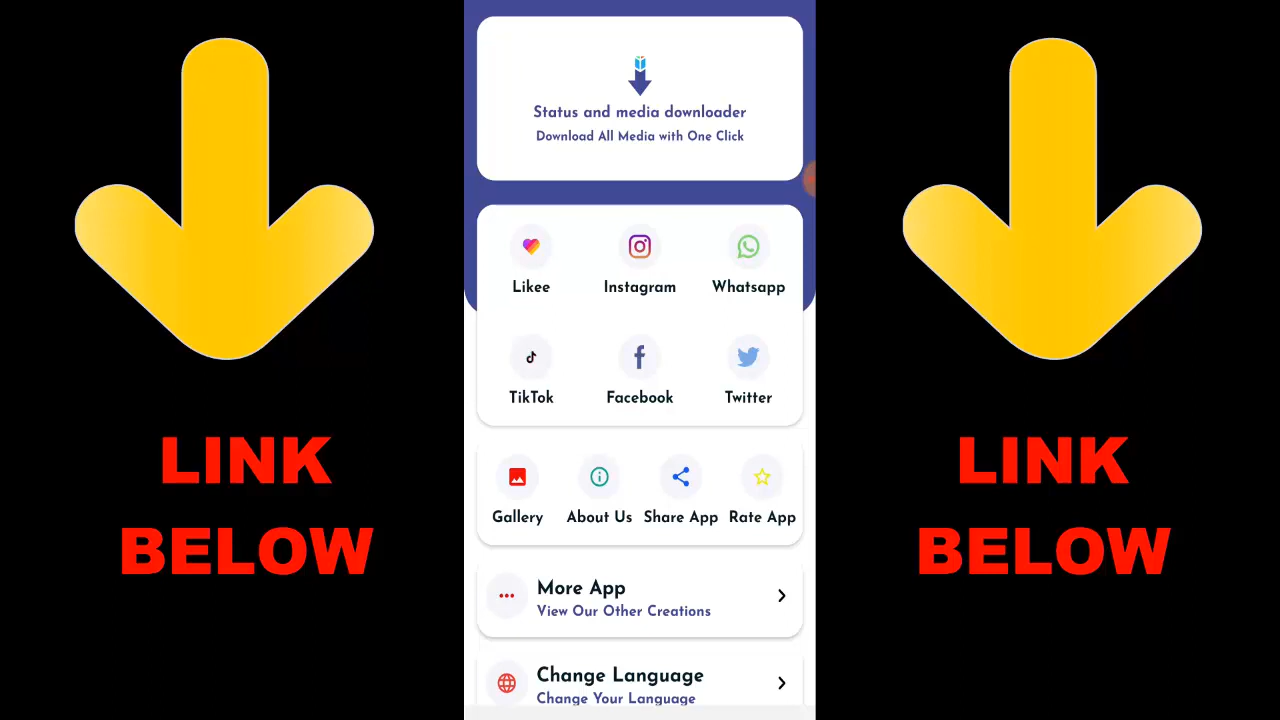 Status and media downloader
Download All Media with One Click
Likee
Instagram
Whatsapp
TikTok
Facebook
Twitter
Gallery
About Us
Share App
Rate App
More App
View Our Other Creations
Change Language
Change Your Language
LINK
BELOW
LINK
BELOW